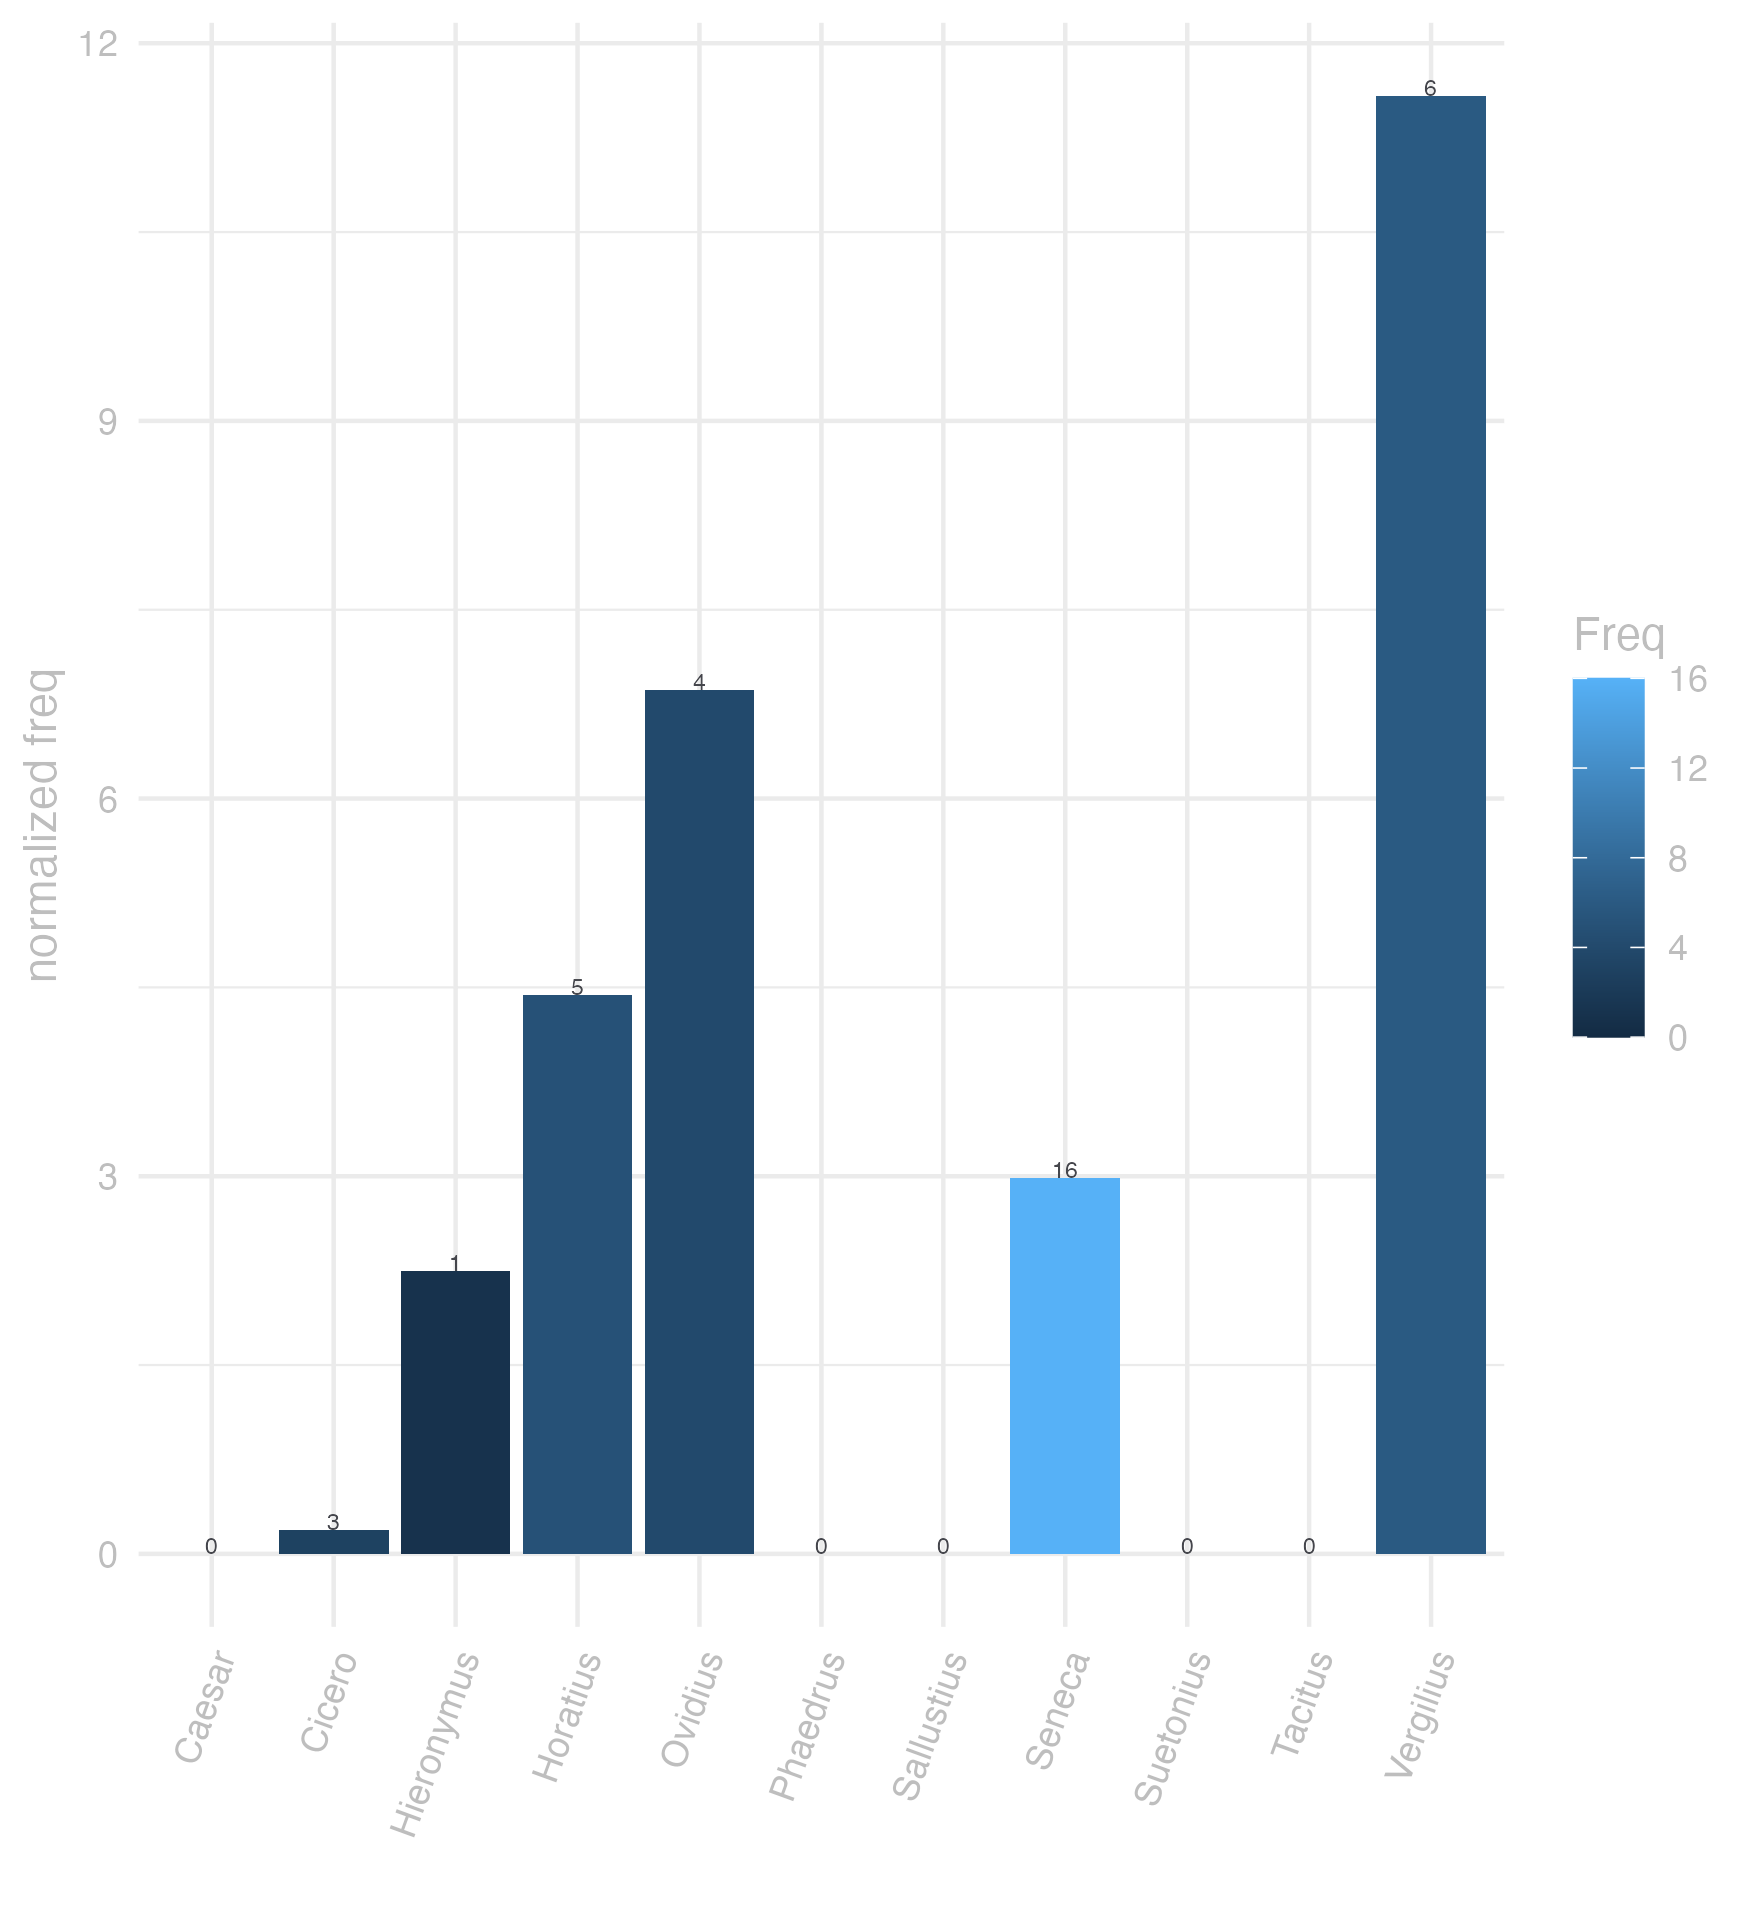 12
9
6
3
0
normalized freq
6
4
5
16
1
3
0
0
0
0
0
Caesar
Cicero
Hieronymus
Horatius
Ovidius
Phaedrus
Sallustius
Seneca
Suetonius
Tacitus
Vergilius
Freq
16
12
8
4
0